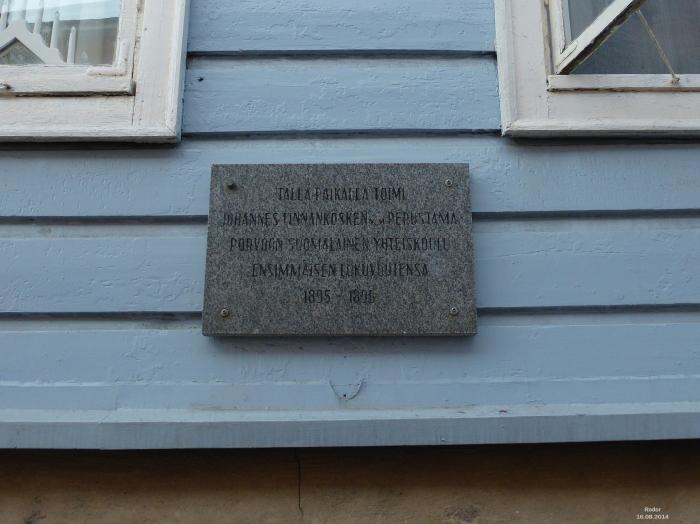 TÄLLÄ PAIKALLA TOIMI
JOHANNES LINNANKOSKEN y.m PERUSTAMA
PORVOON SUOMALAINEN YHTEISKOULU
ENSIMMÄISEN LUKUVUOTENSA
1895 - 1896
Rodor
16.08.2014